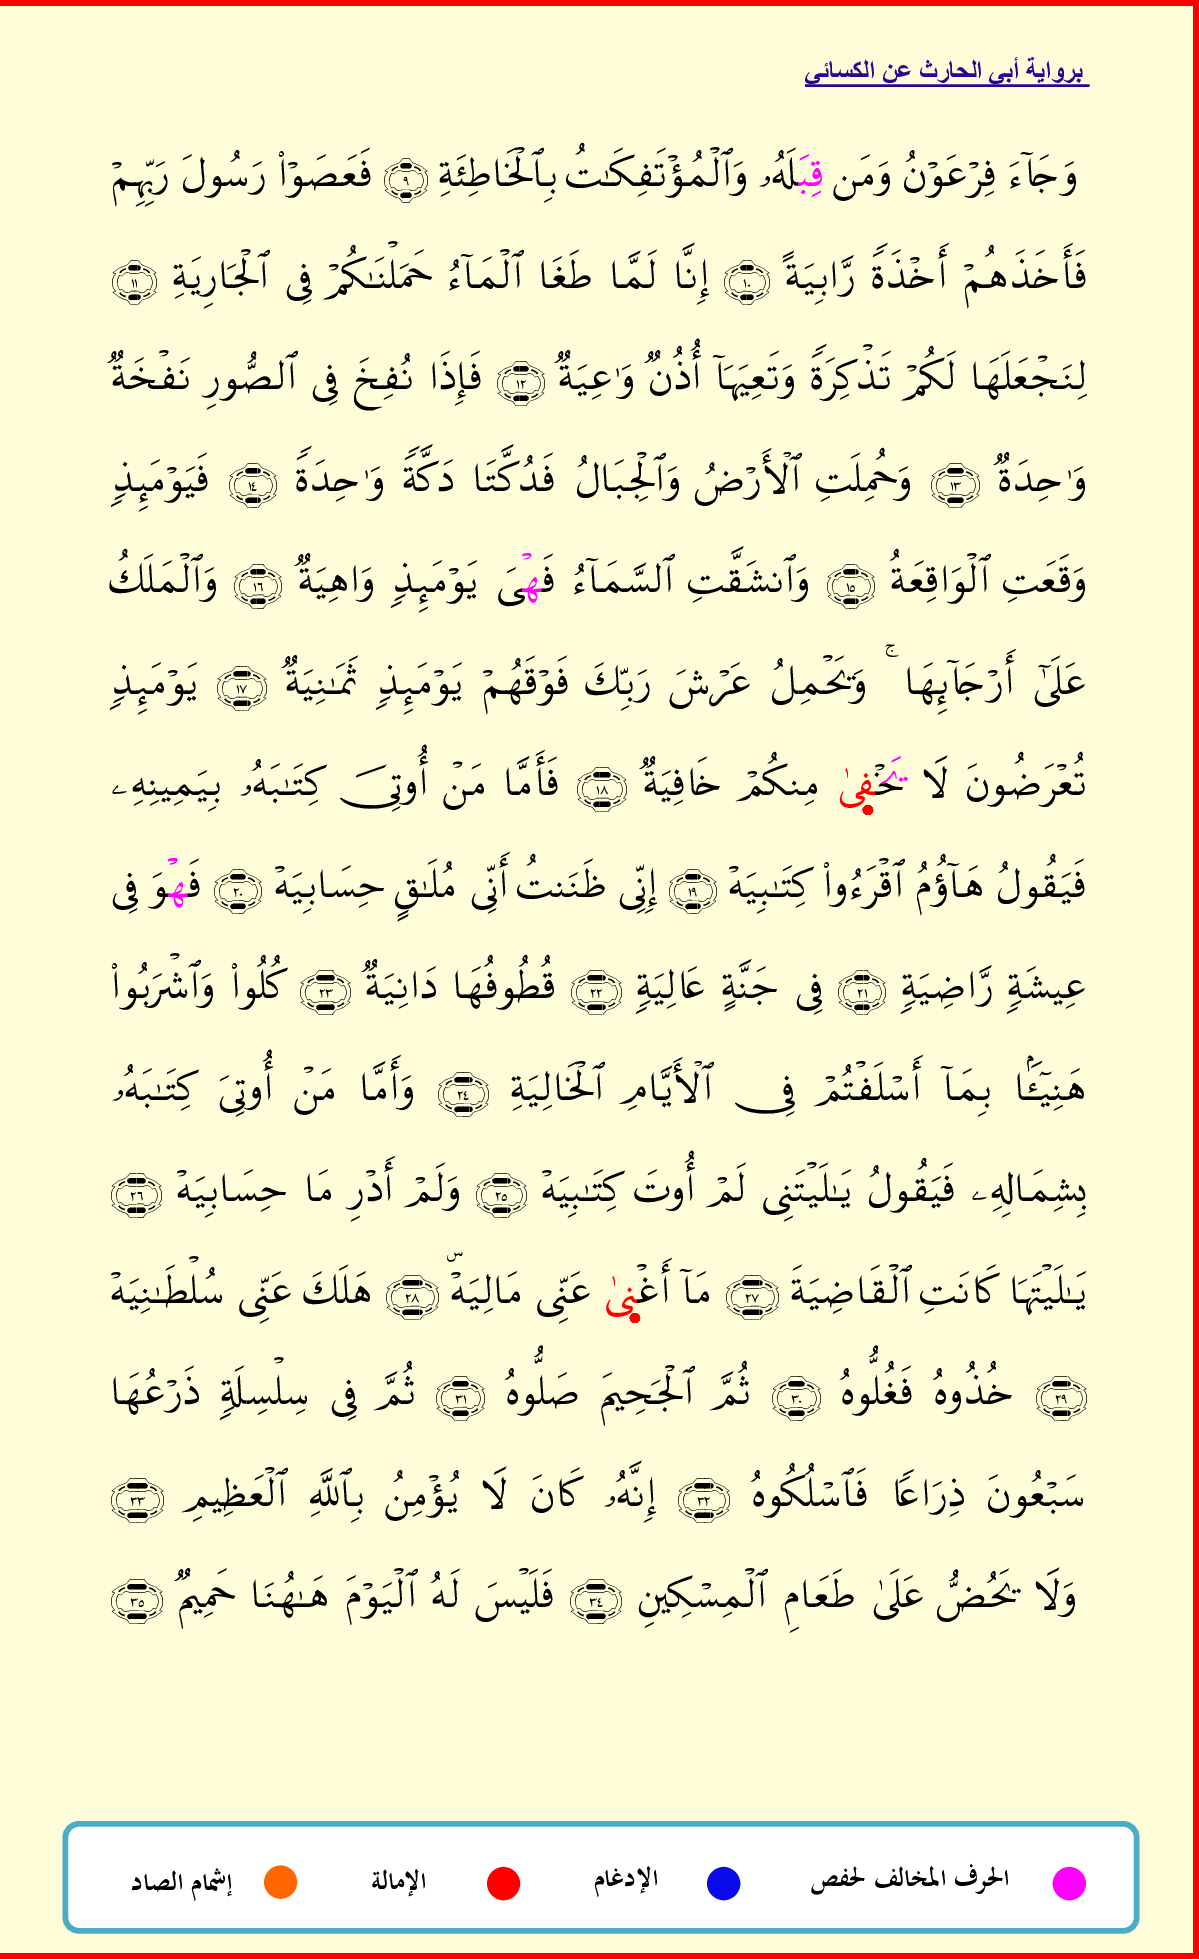 برواية أبي الحارث عن الكسائي
وَجَآءَ فِرْعَوْنُ وَمَن قِبَلَهُۥ وَٱلْمُؤْتَفِكَٰتُ بِٱلْخَاطِئَةِ ٩ فَعَصَوْا۟ رَسُولَ رَبِّهِمْ
فَأَخَذَهُمْ أَخْذَةً رَّابِيَةً ١٠ إِنَّا لَمَّا طَغَا ٱلْمَآءُ حَمَلْنَٰكُمْ فِى ٱلْجَارِيَةِ ١١
لِنَجْعَلَهَا لَكُمْ تَذْكِرَةً وَتَعِيَهَآ أُذُنٌ وَٰعِيَةٌ ١٢ فَإِذَا نُفِخَ فِى ٱلصُّورِ نَفْخَةٌ
وَٰحِدَةٌ ١٣ وَحُمِلَتِ ٱلْأَرْضُ وَٱلْجِبَالُ فَدُكَّتَا دَكَّةً وَٰحِدَةً ١٤ فَيَوْمَئِذٍ
وَقَعَتِ ٱلْوَاقِعَةُ ١٥ وَٱنشَقَّتِ ٱلسَّمَآءُ فَهْىَ يَوْمَئِذٍ وَاهِيَةٌ ١٦ وَٱلْمَلَكُ
عَلَىٰٓ أَرْجَآئِهَا ۚ وَيَحْمِلُ عَرْشَ رَبِّكَ فَوْقَهُمْ يَوْمَئِذٍ ثَمَٰنِيَةٌ ١٧ يَوْمَئِذٍ
تُعْرَضُونَ لَا يَخْفِىٰ مِنكُمْ خَافِيَةٌ ١٨ فَأَمَّا مَنْ أُوتِىَ كِتَٰبَهُۥ بِيَمِينِهِۦ
فَيَقُولُ هَآؤُمُ ٱقْرَءُوا۟ كِتَٰبِيَهْ ١٩ إِنِّى ظَنَنتُ أَنِّى مُلَٰقٍ حِسَابِيَهْ ٢٠ فَهْوَ فِى
عِيشَةٍ رَّاضِيَةٍ ٢١ فِى جَنَّةٍ عَالِيَةٍ ٢٢ قُطُوفُهَا دَانِيَةٌ ٢٣ كُلُوا۟ وَٱشْرَبُوا۟
هَنِيٓـًٔۢا بِمَآ أَسْلَفْتُمْ فِى ٱلْأَيَّامِ ٱلْخَالِيَةِ ٢٤ وَأَمَّا مَنْ أُوتِىَ كِتَٰبَهُۥ
بِشِمَالِهِۦ فَيَقُولُ يَٰلَيْتَنِى لَمْ أُوتَ كِتَٰبِيَهْ ٢٥ وَلَمْ أَدْرِ مَا حِسَابِيَهْ ٢٦
يَٰلَيْتَهَا كَانَتِ ٱلْقَاضِيَةَ ٢٧ مَآ أَغْنِىٰ عَنِّى مَالِيَهْۜ ٢٨ هَلَكَ عَنِّى سُلْطَٰنِيَهْ
٢٩ خُذُوهُ فَغُلُّوهُ ٣٠ ثُمَّ ٱلْجَحِيمَ صَلُّوهُ ٣١ ثُمَّ فِى سِلْسِلَةٍ ذَرْعُهَا
سَبْعُونَ ذِرَاعًا فَٱسْلُكُوهُ ٣٢ إِنَّهُۥ كَانَ لَا يُؤْمِنُ بِٱللَّهِ ٱلْعَظِيمِ ٣٣
وَلَا يَحُضُّ عَلَىٰ طَعَامِ ٱلْمِسْكِينِ ٣٤ فَلَيْسَ لَهُ ٱلْيَوْمَ هَٰهُنَا حَمِيمٌ ٣٥
الحرف المخالف لحفص الإدغام الإمالة إشمام الصاد